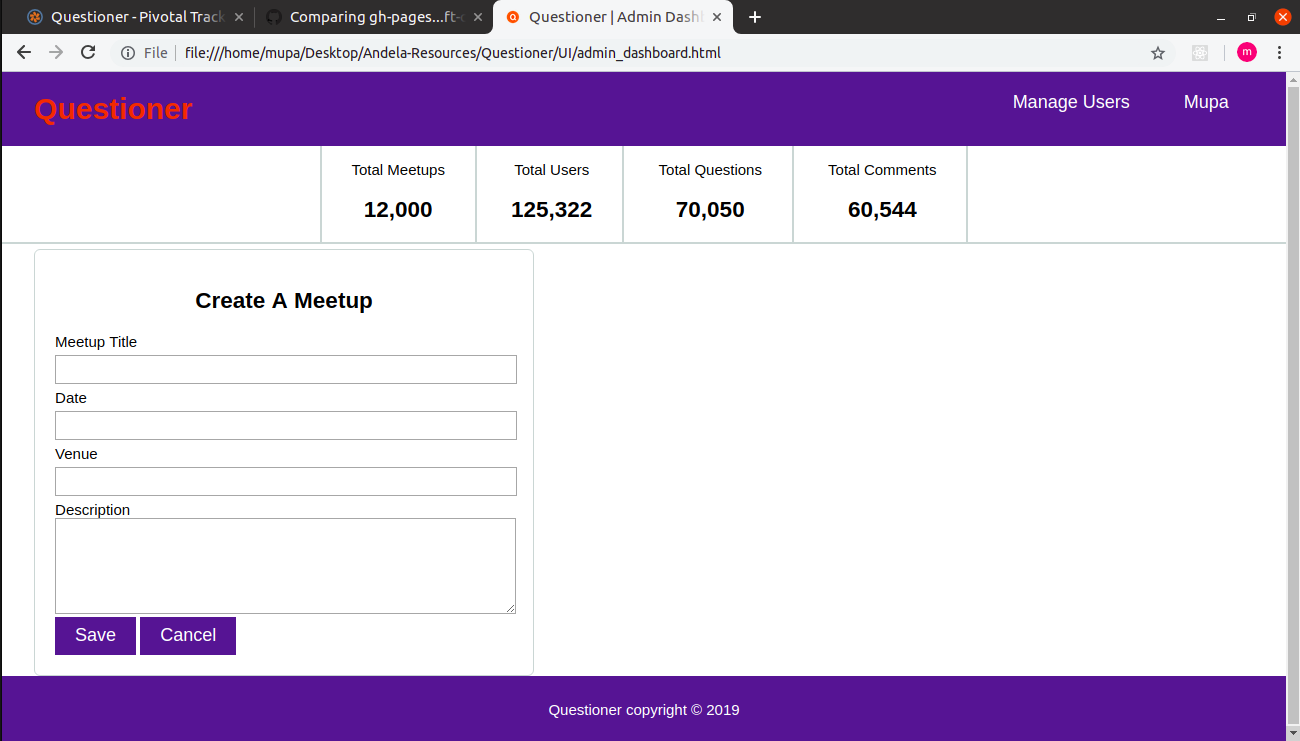 Questioner - Pivotal Track
Comparing gh-pages...ft-
Questioner | Admin Dash
File
file:///home/mupa/Desktop/Andela-Resources/Questioner/UI/admin_dashboard.html
m
Questioner
Manage Users
Mupa
Total Meetups
Total Users
Total Questions
Total Comments
12,000
125,322
70,050
60,544
Create A Meetup
Meetup Title
Date
Venue
Description
Save
Cancel
Questioner copyright © 2019